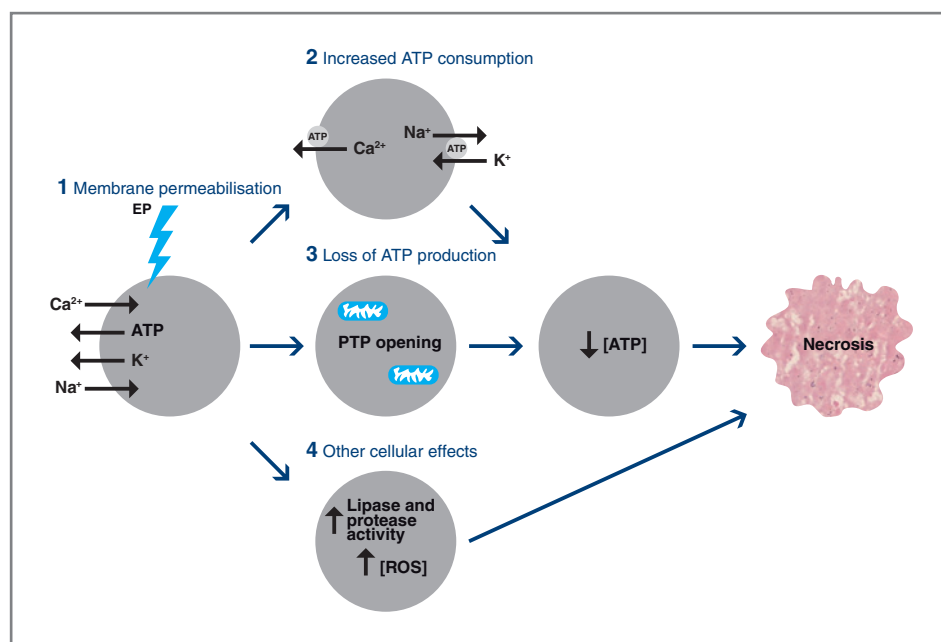 2 Increased ATP consumption
ATP
Ca²⁺
Na⁺
ATP
K⁺
1 Membrane permeabilisation
EP
Ca²⁺
ATP
K⁺
Na⁺
3 Loss of ATP production
PTP opening
[ATP]
Necrosis
4 Other cellular effects
Lipase and
protease
activity
[ROS]